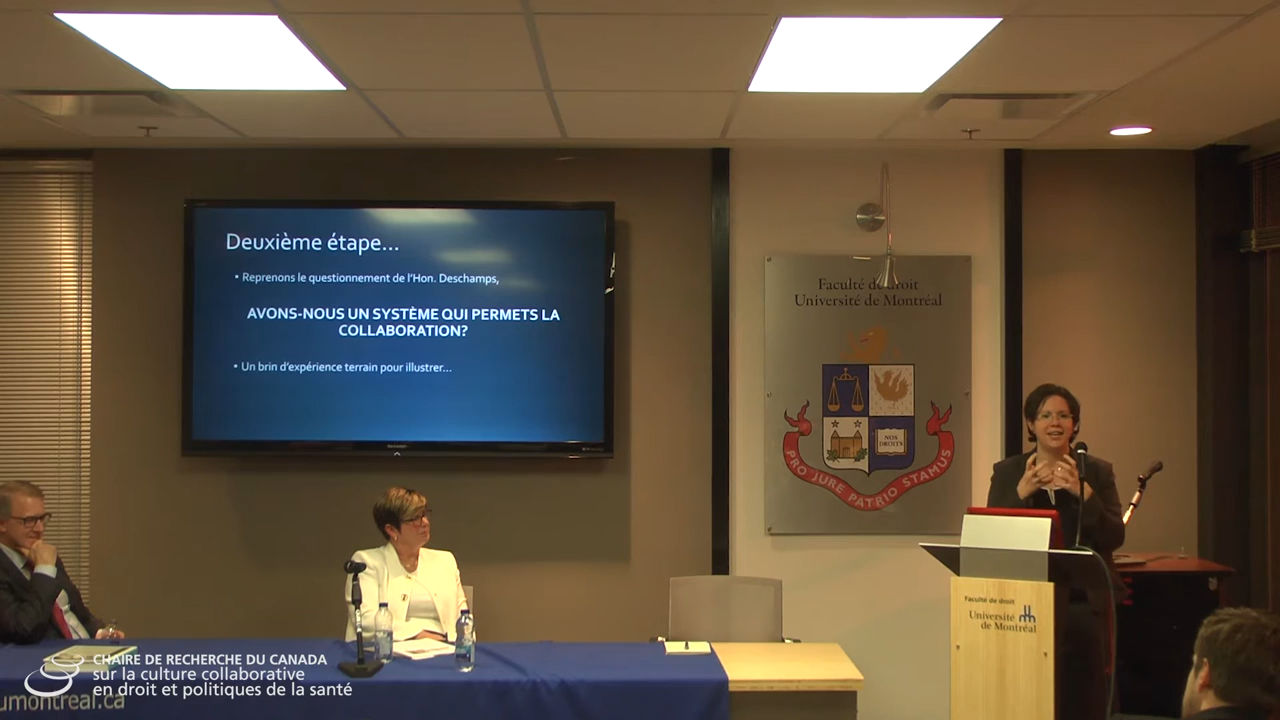 Deuxième étape...
• Reprenons le questionnement de l'Hon. Deschamps,
AVONS-NOUS UN SYSTÈME QUI PERMETS LA
COLLABORATION?
• Un brin d'expérience terrain pour illustrer...
Faculté de droit
Université de Montréal
NOS
DROITS
PRO JURE PATRIO STAMUS
Faculté de droit
Université
de Montréal
CHAIRE DE RECHERCHE DU CANADA
sur la culture collaborative
en droit et politiques de la santé
umontreal.ca